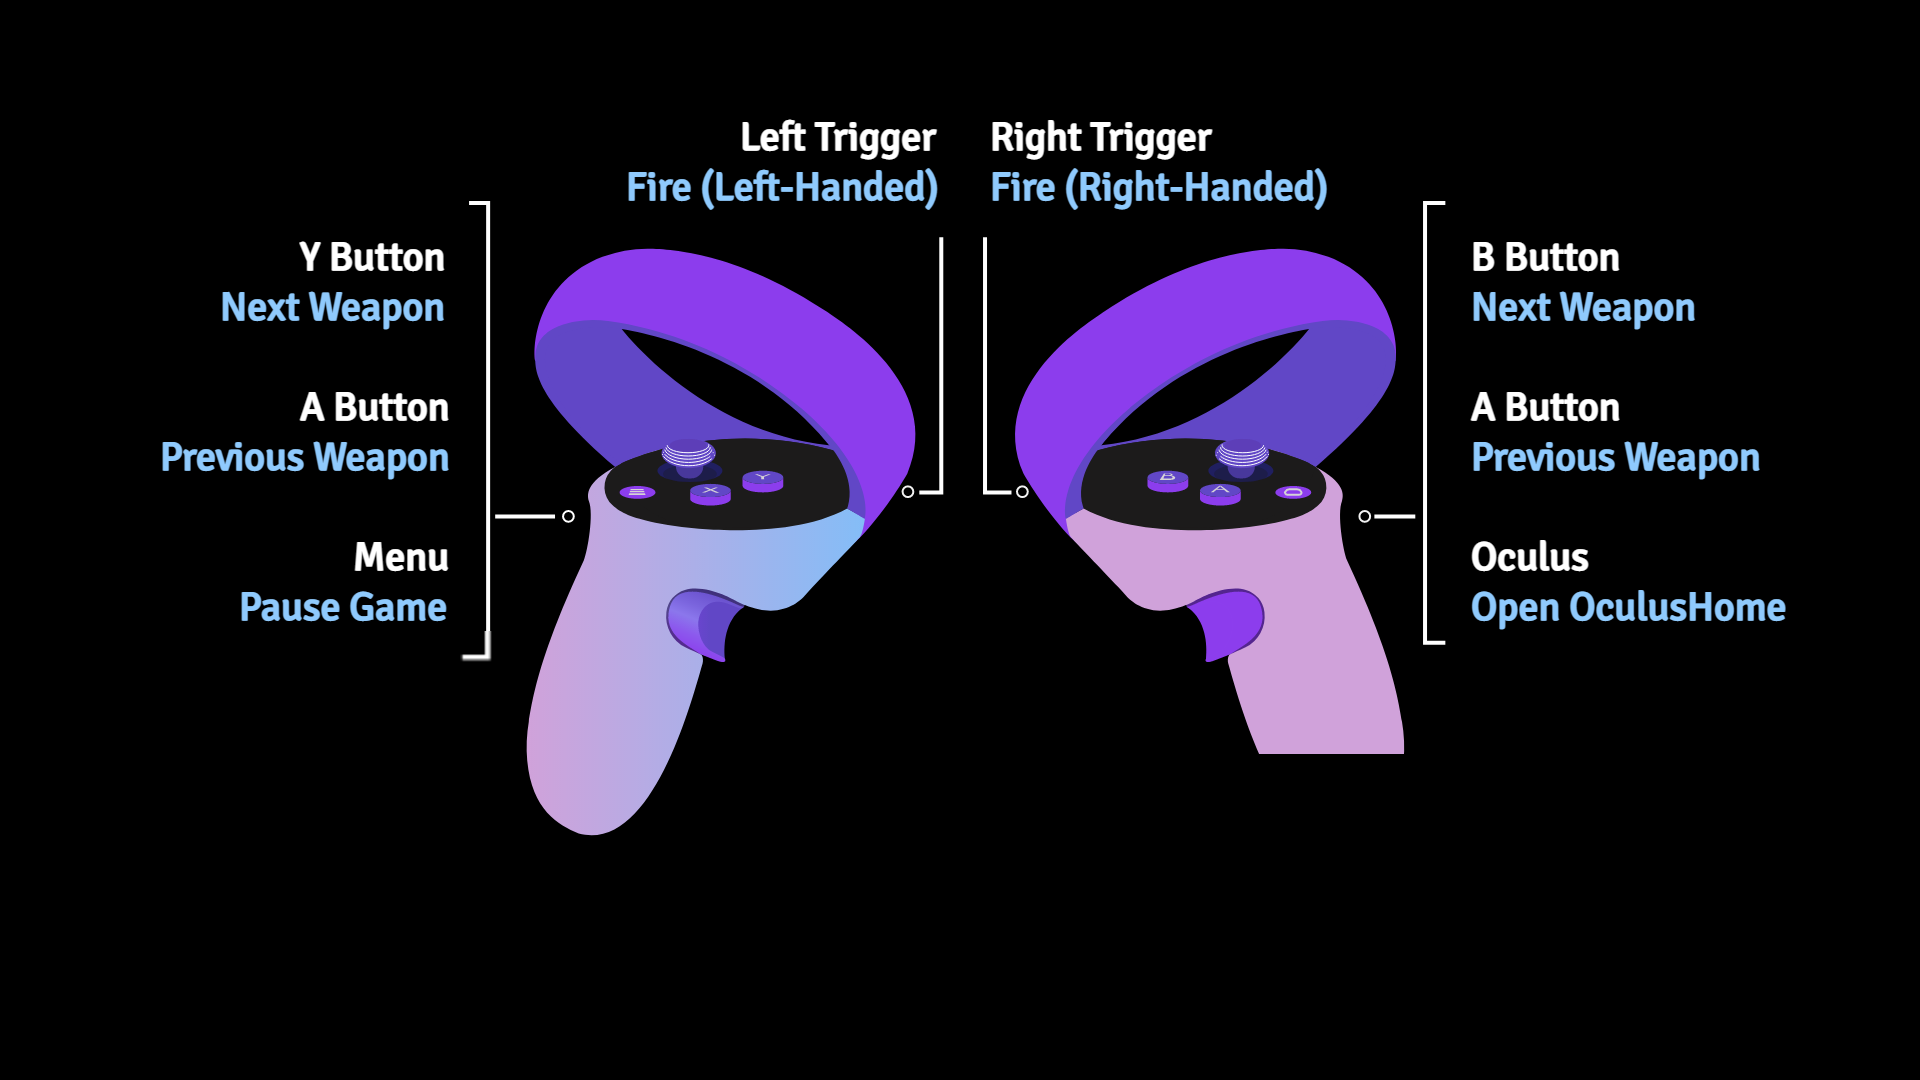 Left Trigger
Fire (Left-Handed)
Right Trigger
Fire (Right-Handed)
Y Button
Next Weapon
A Button
Previous Weapon
Menu
Pause Game
B Button
Next Weapon
A Button
Previous Weapon
Oculus
Open OculusHome
X
Y
B
A